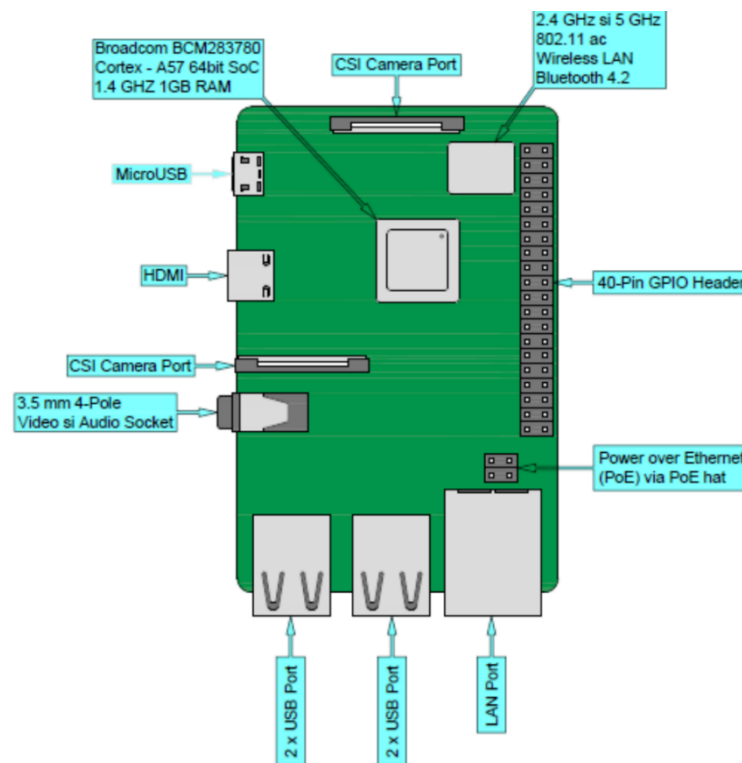 Broadcom BCM283780
Cortex - A57 64bit SoC
1.4 GHZ 1GB RAM
CSI Camera Port
2.4 GHz si 5 GHz
802.11 ac
Wireless LAN
Bluetooth 4.2
MicroUSB
HDMI
40-Pin GPIO Header
CSI Camera Port
3.5 mm 4-Pole
Video si Audio Socket
Power over Ethernet
(PoE) via PoE hat
2 x USB Port
2 x USB Port
LAN Port